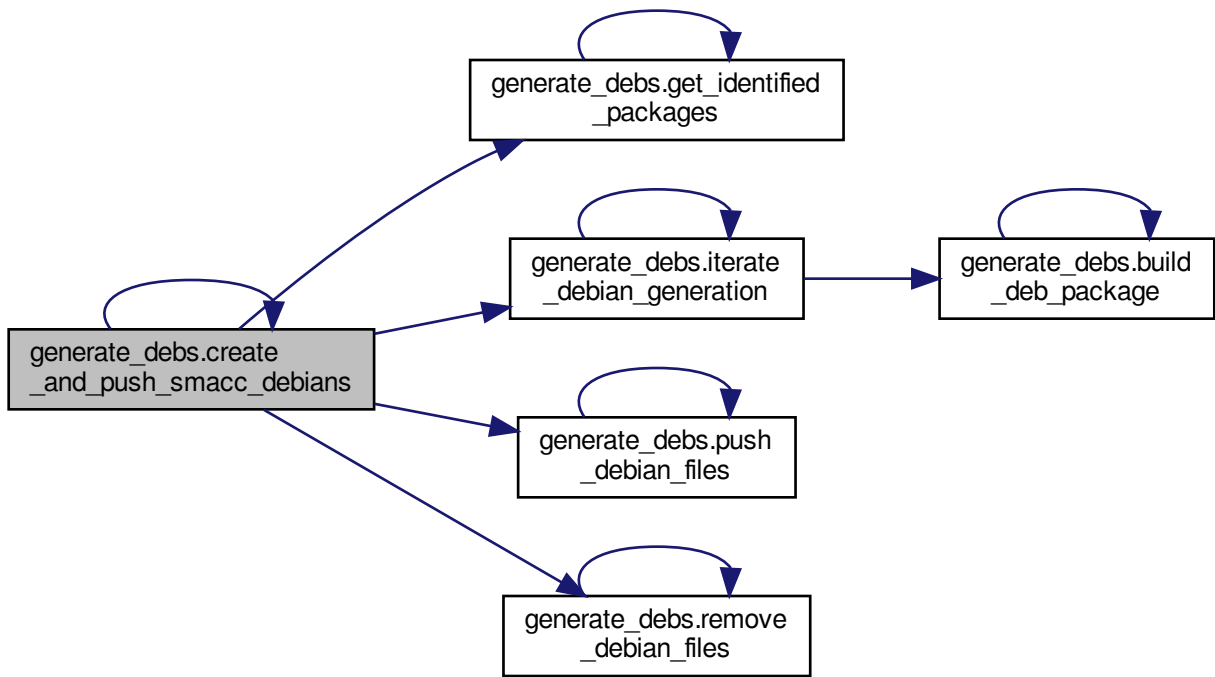 generate_debs.get_identified
_packages
generate_debs.iterate
_debian_generation
generate_debs.build
_deb_package
generate_debs.create
_and_push_smacc_debians
generate_debs.push
_debian_files
generate_debs.remove
_debian_files